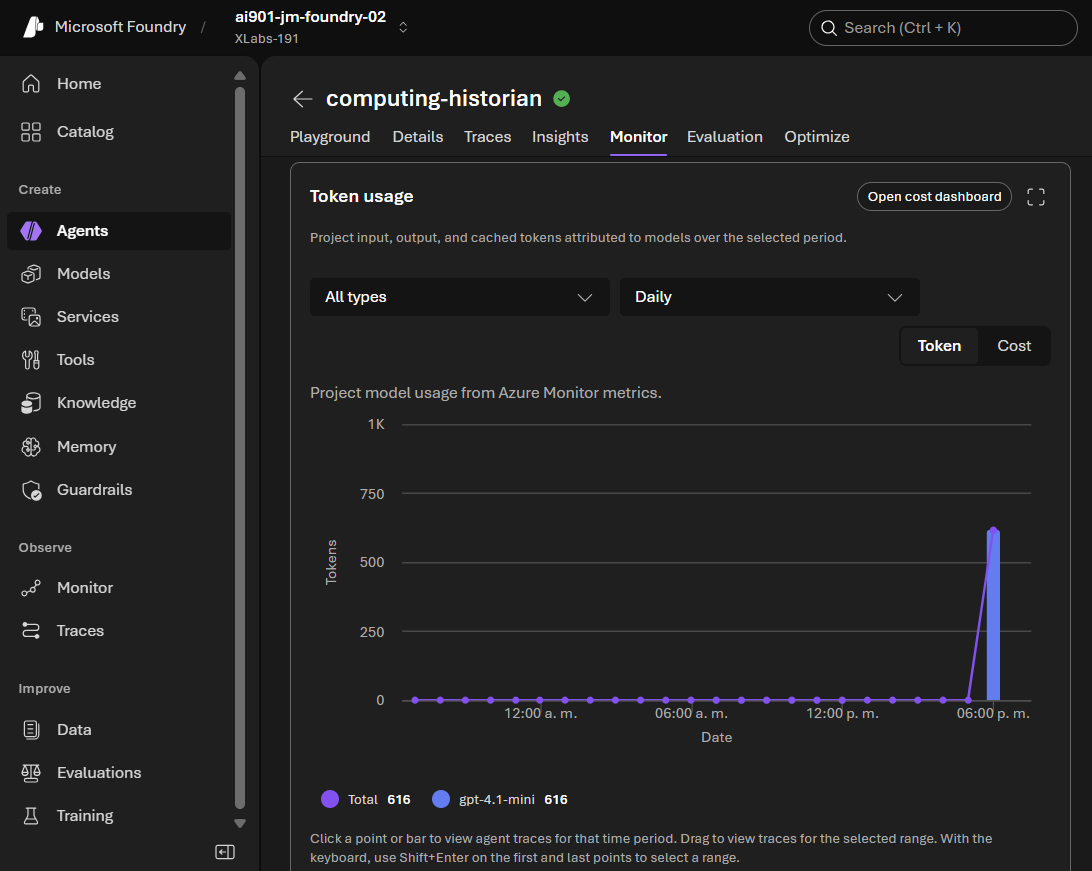 Microsoft Foundry / ai901-jm-foundry-02
XLabs-191
Search (Ctrl + K)
Home
Catalog
Create
Agents
Models
Services
Tools
Knowledge
Memory
Guardrails
Observe
Monitor
Traces
Improve
Data
Evaluations
Training
computing-historian
Playground Details Traces Insights Monitor Evaluation Optimize
Token usage
Open cost dashboard
Project input, output, and cached tokens attributed to models over the selected period.
All types
Daily
Token Cost
Project model usage from Azure Monitor metrics.
1K
750
500
250
0
Tokens
12:00 a. m. 06:00 a. m. 12:00 p. m. 06:00 p. m.
Date
Total 616 gpt-4.1-mini 616
Click a point or bar to view agent traces for that time period. Drag to view traces for the selected range. With the
keyboard, use Shift+Enter on the first and last points to select a range.